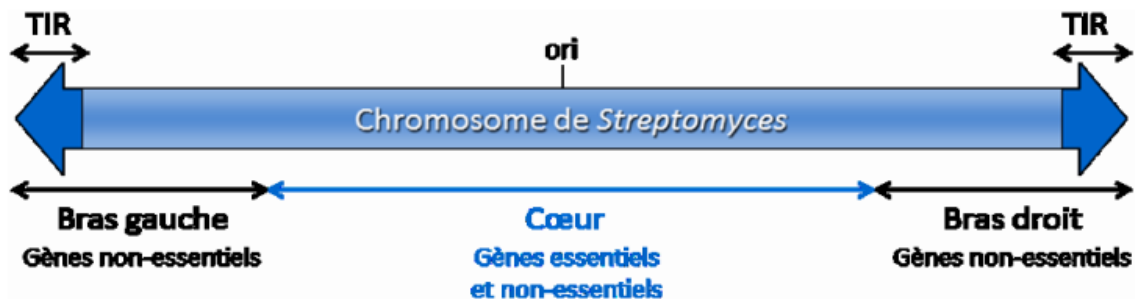 TIR
TIR
ori
Chromosome de Streptomyces
Bras gauche
Cœur
Bras droit
Gènes non-essentiels
Gènes essentiels
et non-essentiels
Gènes non-essentiels